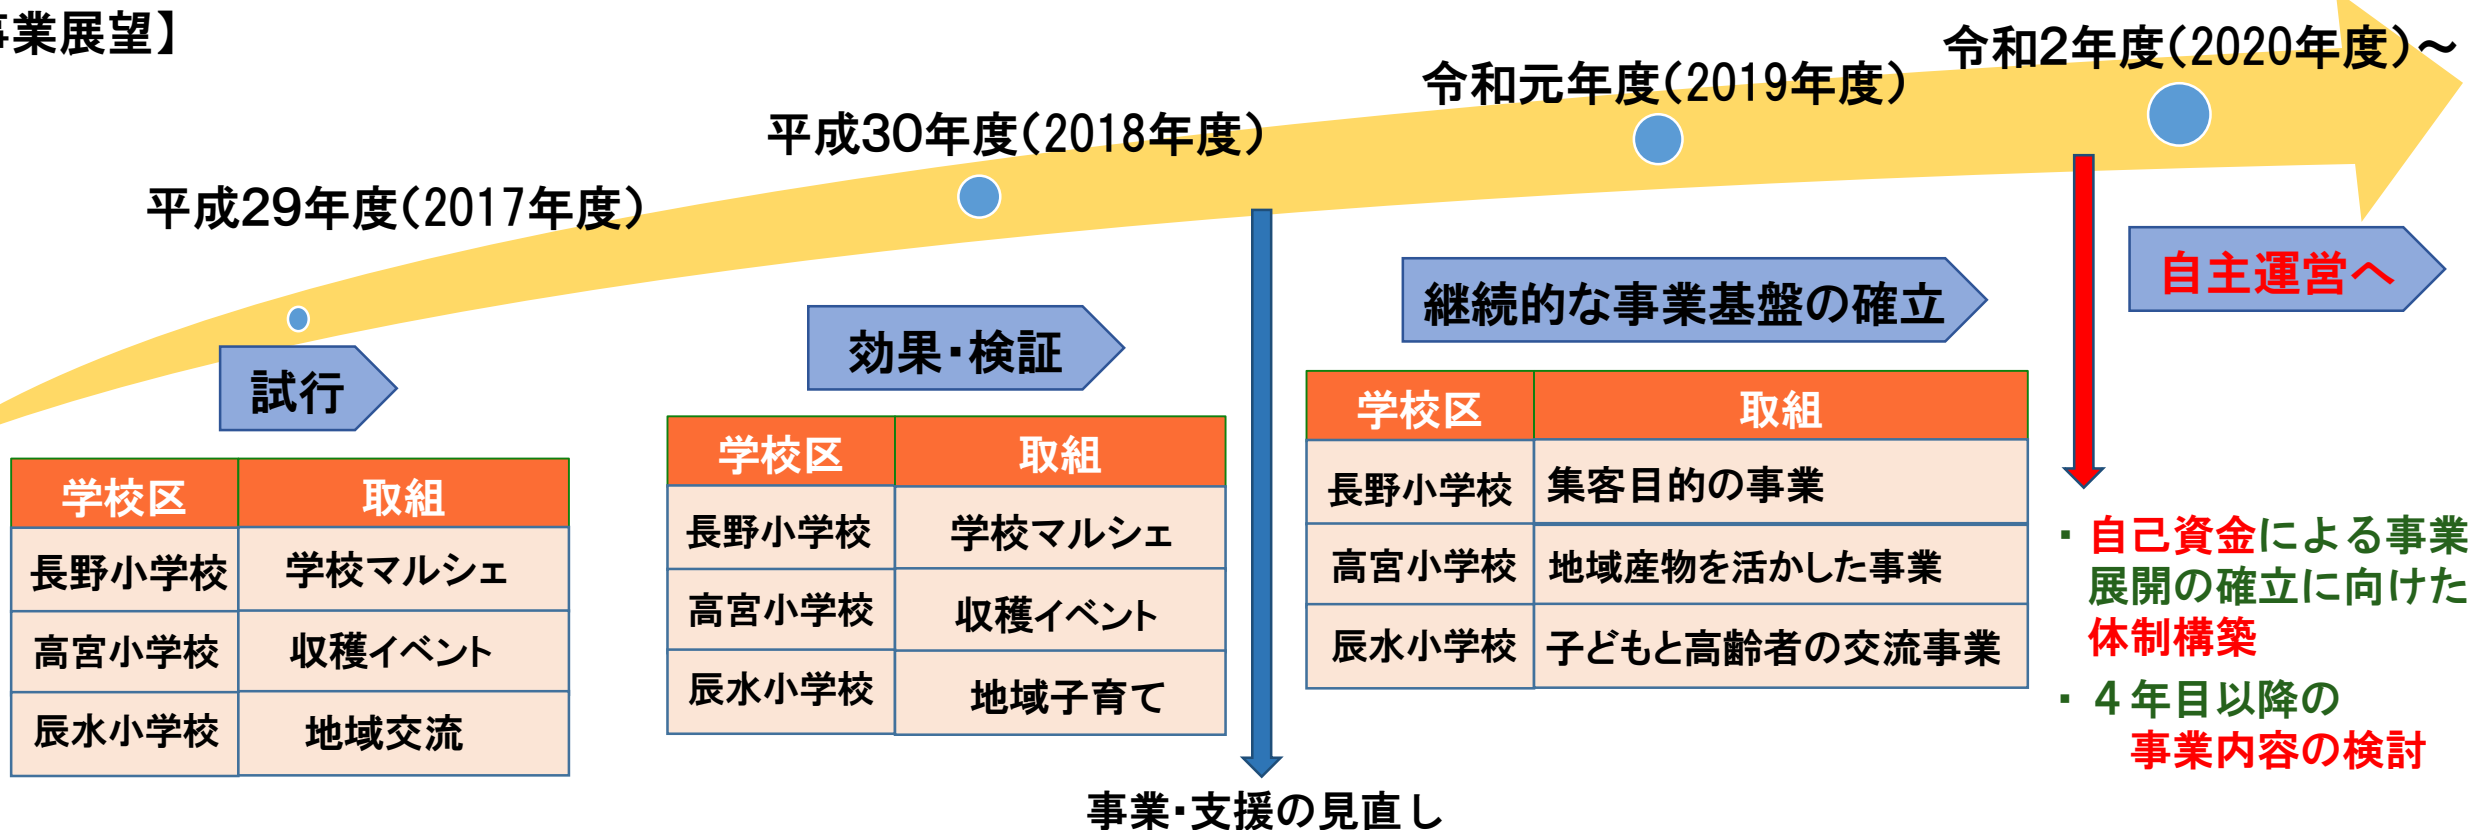 業展望】
平成29年度(2017年度)
平成30年度(2018年度)
令和元年度(2019年度)
令和2年度(2020年度)～
試行
学校区 取組
長野小学校 学校マルシェ
高宮小学校 収穫イベント
辰水小学校 地域交流
効果・検証
学校区 取組
長野小学校 学校マルシェ
高宮小学校 収穫イベント
辰水小学校 地域子育て
事業・支援の見直し
継続的な事業基盤の確立
学校区 取組
長野小学校 集客目的の事業
高宮小学校 地域産物を活かした事業
辰水小学校 子どもと高齢者の交流事業
自主運営へ
・自己資金による事業
展開の確立に向けた
体制構築
・４年目以降の
事業内容の検討